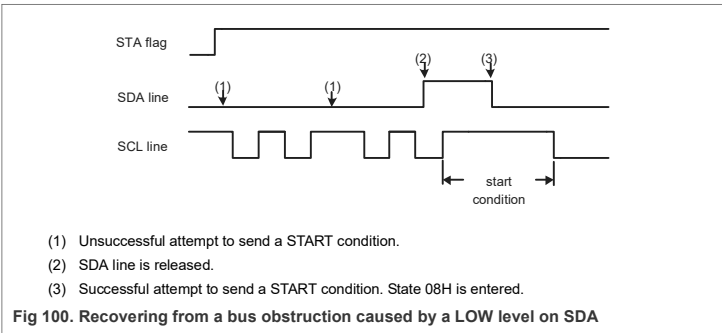 STA flag
(2) (3)
(1) (1)
SDA line
SCL line
start
condition
(1) Unsuccessful attempt to send a START condition.
(2) SDA line is released.
(3) Successful attempt to send a START condition. State 08H is entered.
Fig 100. Recovering from a bus obstruction caused by a LOW level on SDA